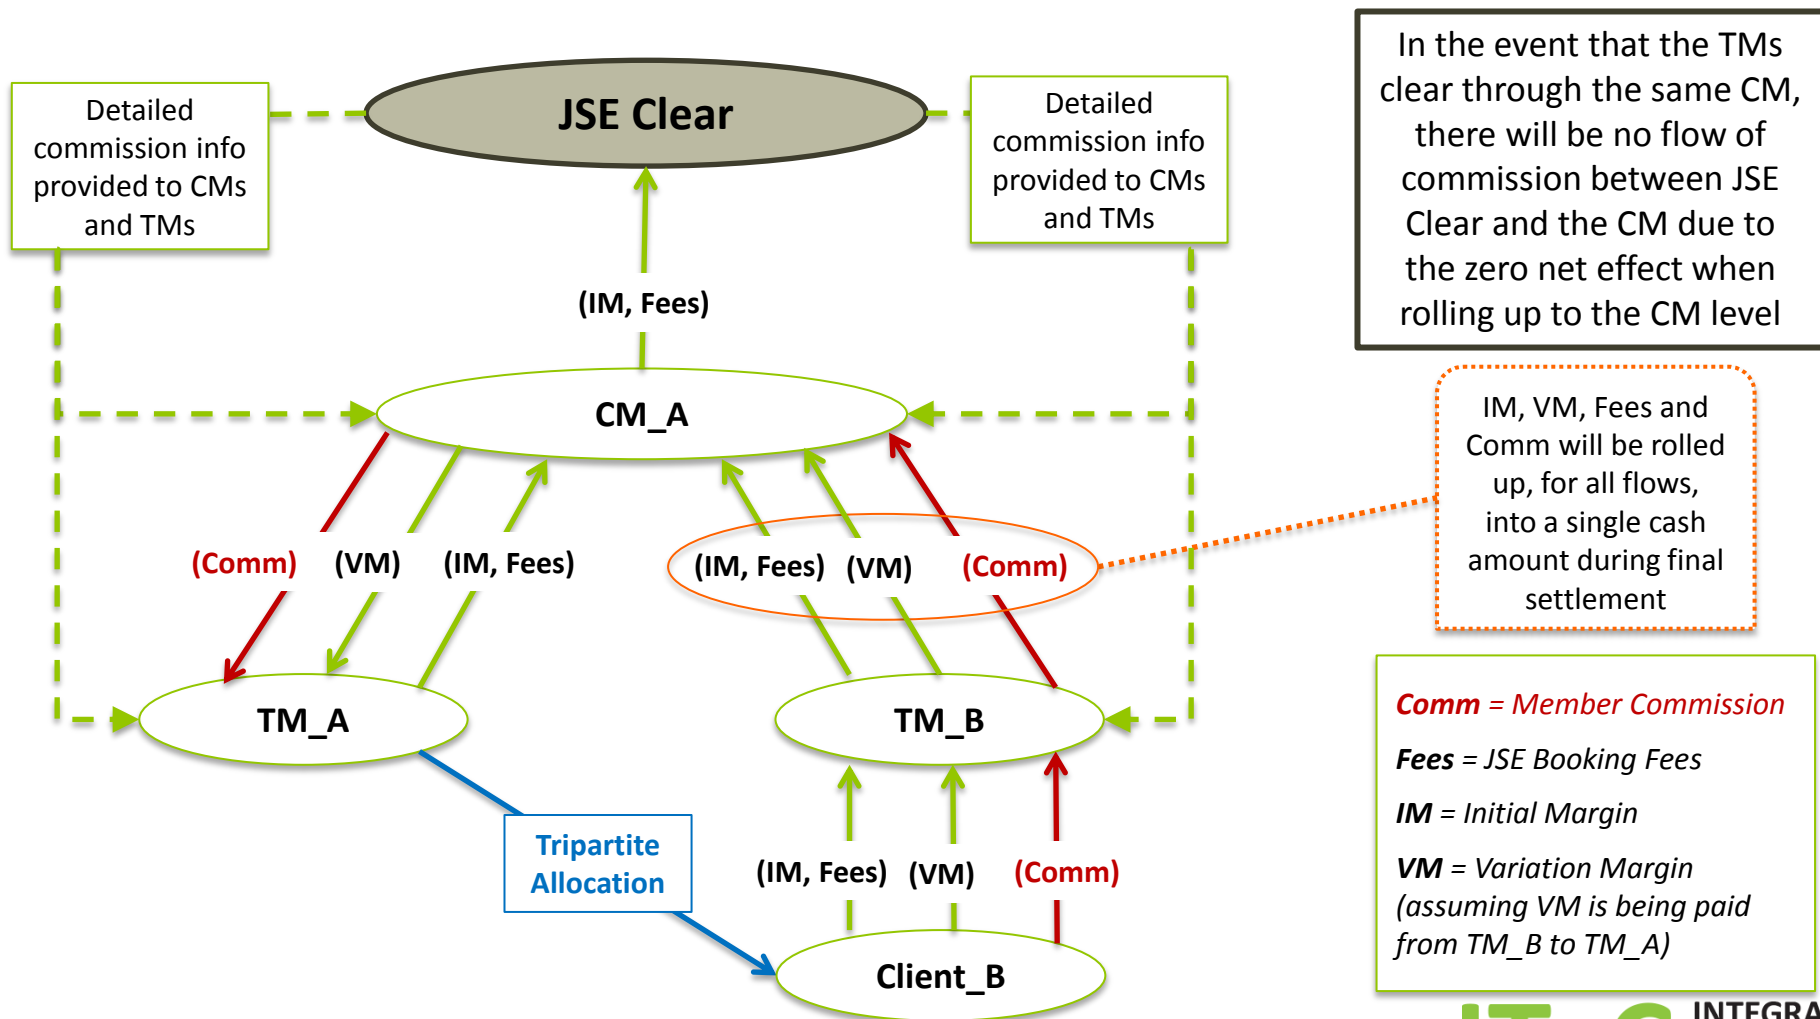 Detailed
commission info
provided to CMs
and TMs
JSE Clear
Detailed
commission info
provided to CMs
and TMs
In the event that the TMs
clear through the same CM,
there will be no flow of
commission between JSE
Clear and the CM due to
the zero net effect when
rolling up to the CM level
(IM, Fees)
CM_A
IM, VM, Fees and
Comm will be rolled
up, for all flows,
into a single cash
amount during final
settlement
(Comm) (VM) (IM, Fees)
(IM, Fees) (VM) (Comm)
TM_A
TM_B
Comm = Member Commission
Fees = JSE Booking Fees
IM = Initial Margin
VM = Variation Margin
(assuming VM is being paid
from TM_B to TM_A)
Tripartite
Allocation
(IM, Fees) (VM) (Comm)
Client_B